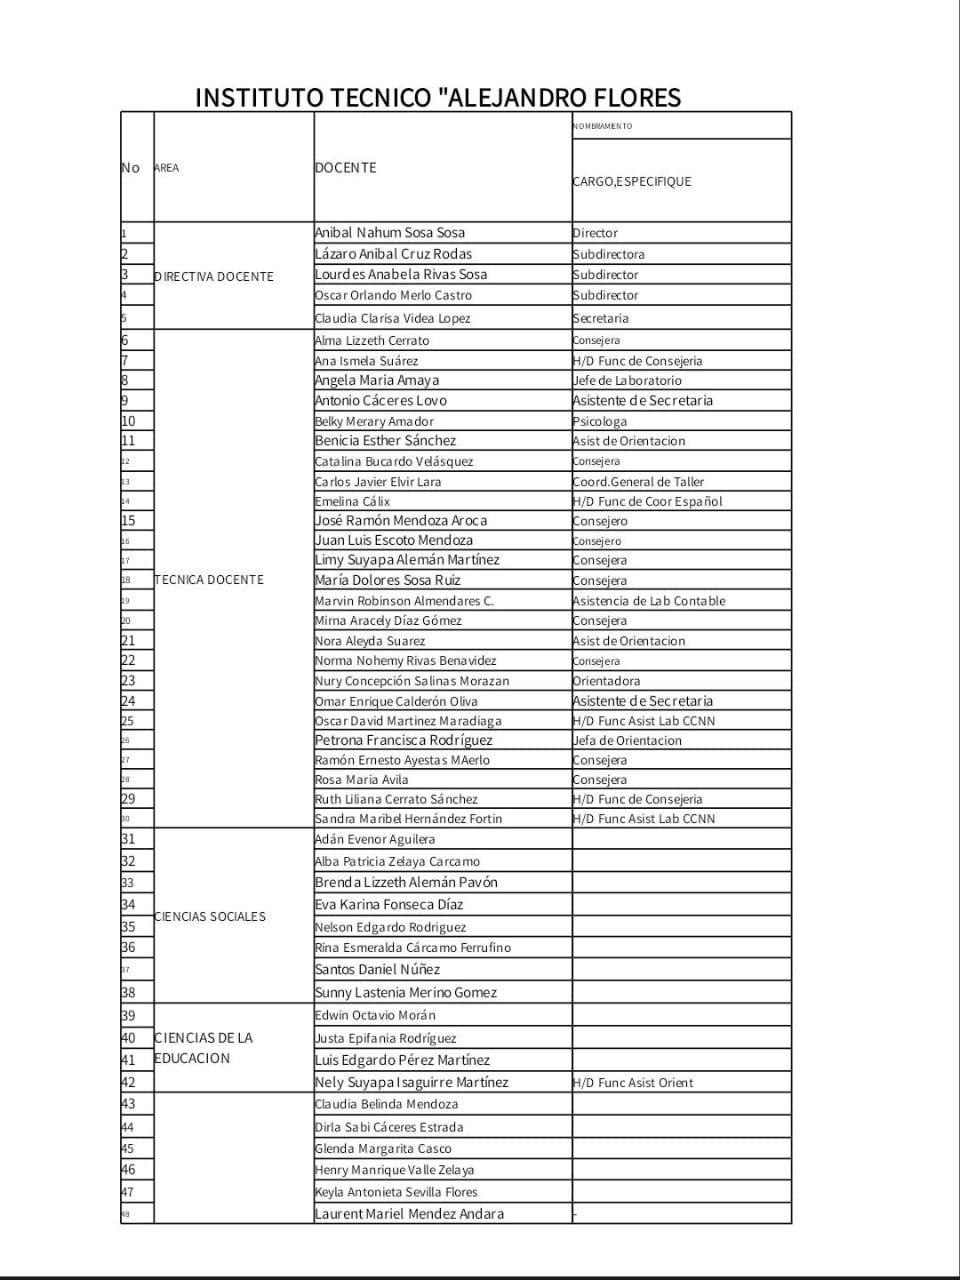 INSTITUTO TECNICO "ALEJANDRO FLORES
NOMBRAMIENTO
No AREA DOCENTE
CARGO,ESPECIFIQUE
1 Anibal Nahum Sosa Sosa Director
2 Lázaro Anibal Cruz Rodas Subdirectora
3 Lourdes Anabela Rivas Sosa Subdirector
DIRECTIVA DOCENTE
4 Oscar Orlando Merlo Castro Subdirector
5 Claudia Clarisa Videa Lopez Secretaria
6 Alma Lizzeth Cerrato Consejera
7 Ana Ismela Suárez H/D Func de Consejeria
8 Angela Maria Amaya Jefe de Laboratorio
9 Antonio Cáceres Lovo Asistente de Secretaria
10 Belky Merary Amador Psicologa
11 Benicia Esther Sánchez Asist de Orientacion
12 Catalina Bucardo Velásquez Consejera
13 Carlos Javier Elvir Lara Coord.General de Taller
14 Emelina Cálix H/D Func de Coor Español
15 José Ramón Mendoza Aroca Consejero
16 Juan Luis Escoto Mendoza Consejero
17 Limy Suyapa Alemán Martínez Consejera
18 TECNICA DOCENTE María Dolores Sosa Ruiz Consejera
19 Marvin Robinson Almendares C. Asistencia de Lab Contable
20 Mirna Aracely Díaz Gómez Consejera
21 Nora Aleyda Suarez Asist de Orientacion
22 Norma Nohemy Rivas Benavidez Consejera
23 Nury Concepción Salinas Morazan Orientadora
24 Omar Enrique Calderón Oliva Asistente de Secretaria
25 Oscar David Martinez Maradiaga H/D Func Asist Lab CCNN
26 Petrona Francisca Rodríguez Jefa de Orientacion
27 Ramón Ernesto Ayestas MAerlo Consejera
28 Rosa Maria Avila Consejera
29 Ruth Liliana Cerrato Sánchez H/D Func de Consejeria
30 Sandra Maribel Hernández Fortin H/D Func Asist Lab CCNN
31 Adán Evenor Aguilera
32 Alba Patricia Zelaya Carcamo
33 Brenda Lizzeth Alemán Pavón
34 Eva Karina Fonseca Díaz
CIENCIAS SOCIALES
35 Nelson Edgardo Rodriguez
36 Rina Esmeralda Cárcamo Ferrufino
37 Santos Daniel Núñez
38 Sunny Lastenia Merino Gomez
39 Edwin Octavio Morán
40 CIENCIAS DE LA Justa Epifania Rodríguez
41 EDUCACION Luis Edgardo Pérez Martínez
42 Nely Suyapa Isaguirre Martínez H/D Func Asist Orient
43 Claudia Belinda Mendoza
44 Dirla Sabi Cáceres Estrada
45 Glenda Margarita Casco
46 Henry Manrique Valle Zelaya
47 Keyla Antonieta Sevilla Flores
48 Laurent Mariel Mendez Andara -